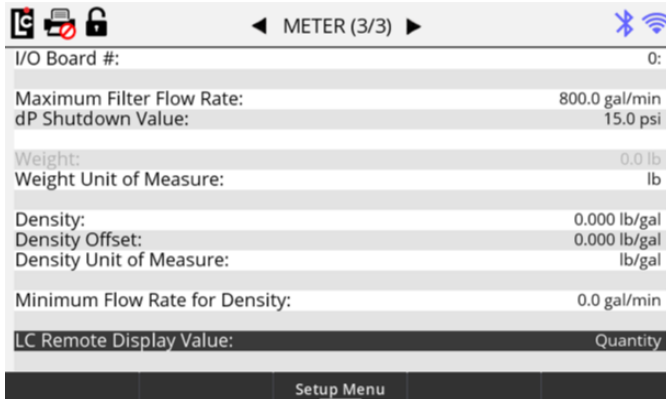 LC ◀ METER (3/3) ▶
I/O Board #: 0:
Maximum Filter Flow Rate: 800.0 gal/min
dP Shutdown Value: 15.0 psi
Weight: 0.0 lb
Weight Unit of Measure: lb
Density: 0.000 lb/gal
Density Offset: 0.000 lb/gal
Density Unit of Measure: lb/gal
Minimum Flow Rate for Density: 0.0 gal/min
LC Remote Display Value: Quantity
Setup Menu